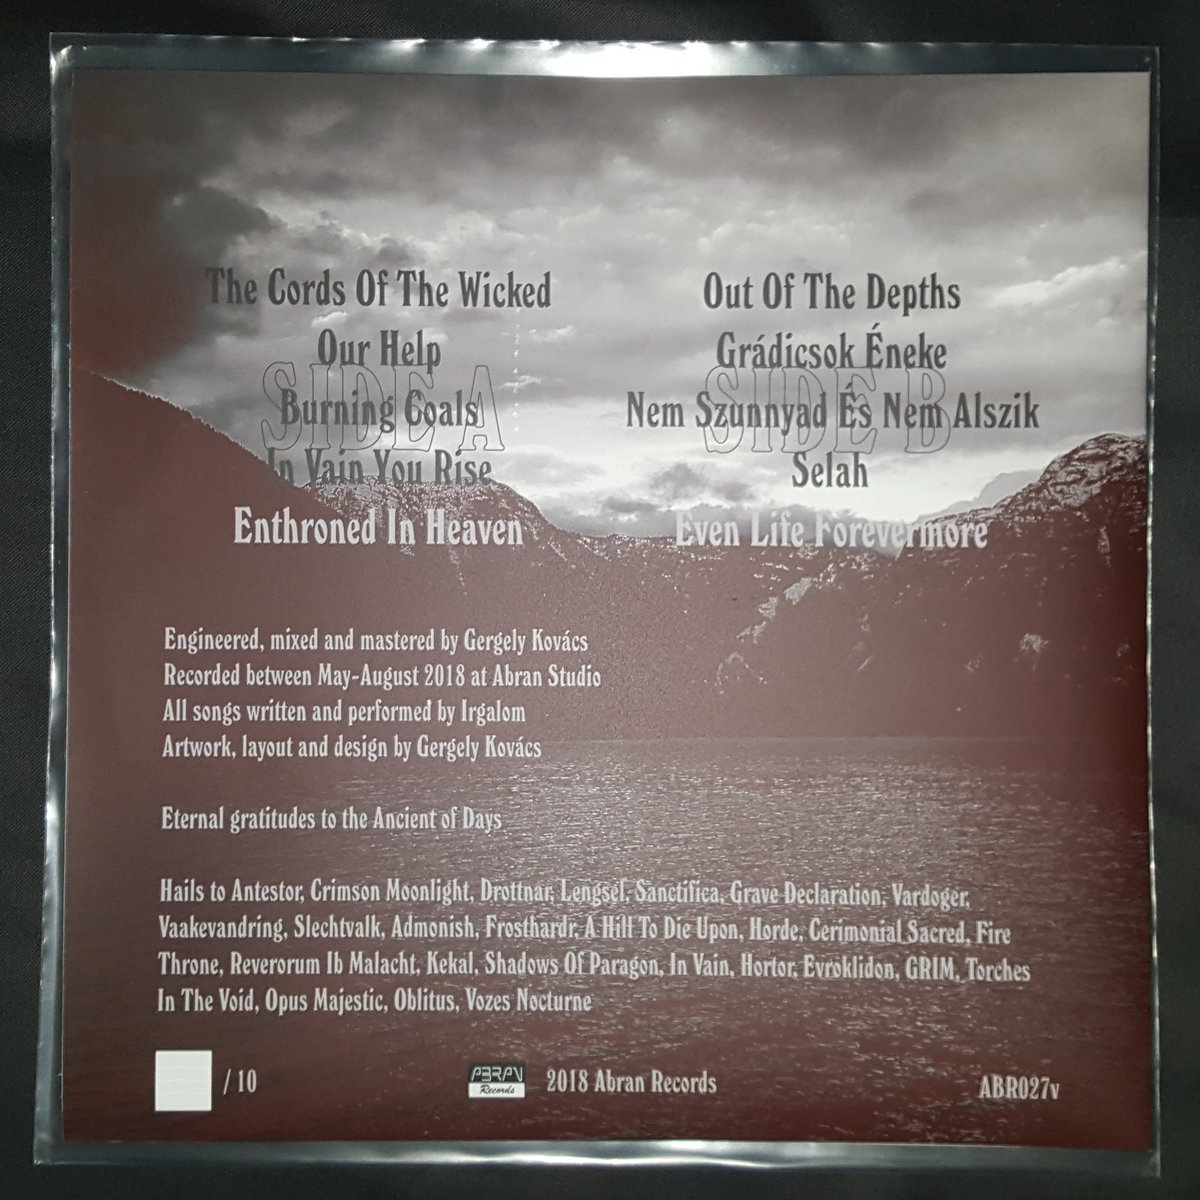 SIDE A
The Cords Of The Wicked
Our Help
Burning Coals
In Vain You Rise
Enthroned In Heaven
SIDE B
Out Of The Depths
Grádicsok Éneke
Nem Szunnyad És Nem Alszik
Selah
Even Life Forevermore
Engineered, mixed and mastered by Gergely Kovács
Recorded between May-August 2018 at Abran Studio
All songs written and performed by Irgalom
Artwork, layout and design by Gergely Kovács
Eternal gratitudes to the Ancient of Days
Hails to Antestor, Crimson Moonlight, Drottnar, Lengsel, Sanctifica, Grave Declaration, Vardoger,
Vaakevandring, Slechtvalk, Admonish, Frosthardr, A Hill To Die Upon, Horde, Cerimonial Sacred, Fire
Throne, Reverorum Ib Malacht, Kekal, Shadows Of Paragon, In Vain, Hortor, Evroklidon, GRIM, Torches
In The Void, Opus Majestic, Oblitus, Vozes Nocturne
/ 10
ABRAN
Records
2018 Abran Records
ABR027v